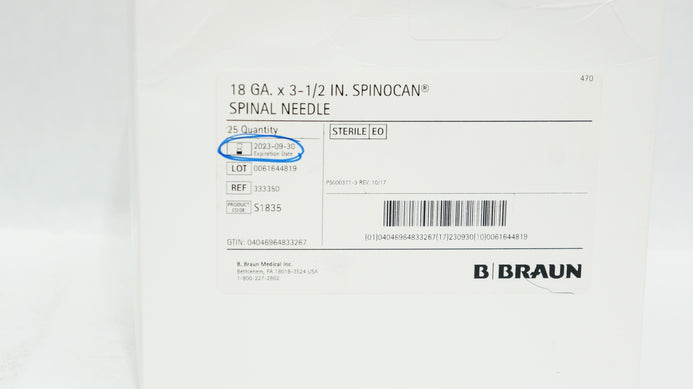 470
18 GA. x 3-1/2 IN. SPINOCAN®
SPINAL NEEDLE
25 Quantity
STERILE EO
2023-09-30
Expiration Date
LOT 0061644819
REF 333350
PRODUCT CODE S1835
PS000371-3 REV. 10/17
GTIN: 04046964833267
(01)04046964833267(17)230930(10)0061644819
B. Braun Medical Inc.
Bethlehem, PA 18018-3524 USA
1-800-227-2862
B BRAUN